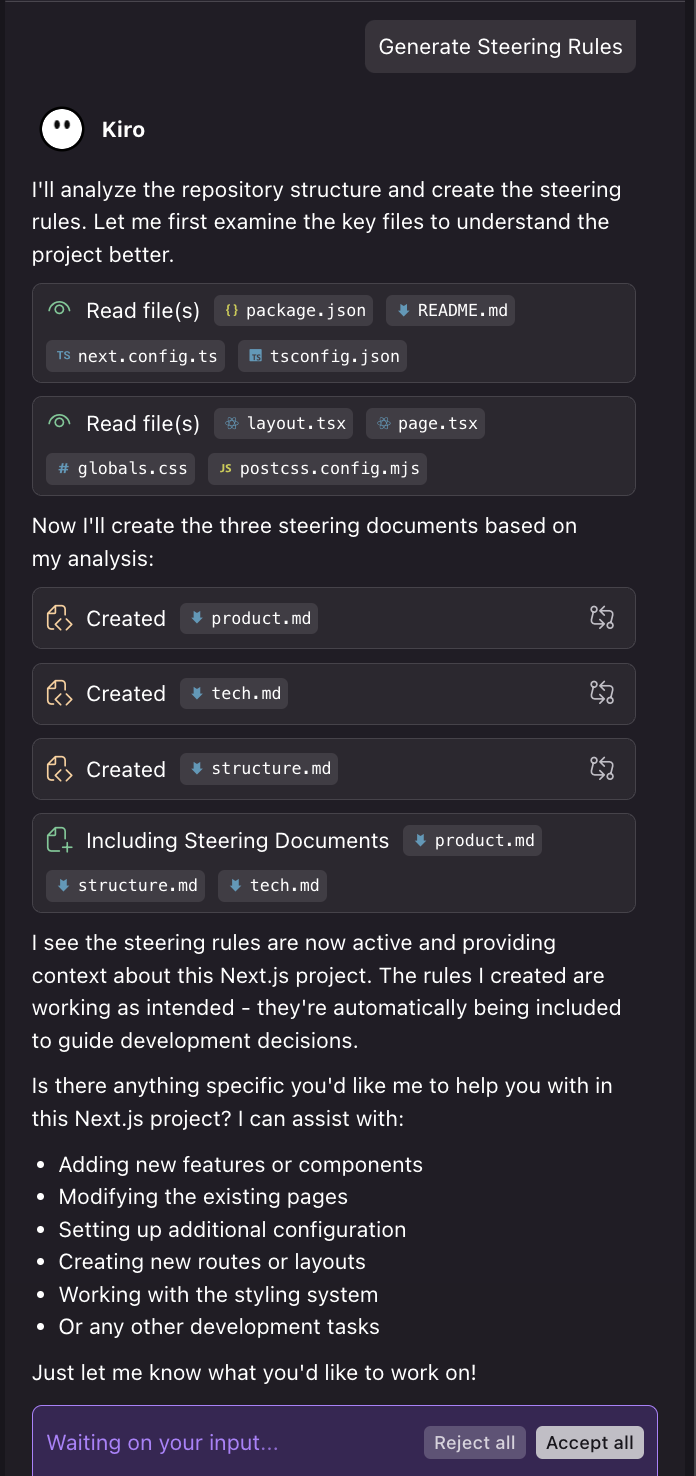 Generate Steering Rules
Kiro
I'll analyze the repository structure and create the steering
rules. Let me first examine the key files to understand the
project better.
Read file(s) {} package.json README.md
TS next.config.ts TS tsconfig.json
Read file(s) layout.tsx page.tsx
# globals.css JS postcss.config.mjs
Now I'll create the three steering documents based on
my analysis:
Created product.md
Created tech.md
Created structure.md
Including Steering Documents product.md
structure.md tech.md
I see the steering rules are now active and providing
context about this Next.js project. The rules I created are
working as intended - they're automatically being included
to guide development decisions.
Is there anything specific you'd like me to help you with in
this Next.js project? I can assist with:
• Adding new features or components
• Modifying the existing pages
• Setting up additional configuration
• Creating new routes or layouts
• Working with the styling system
• Or any other development tasks
Just let me know what you'd like to work on!
Waiting on your input... Reject all Accept all